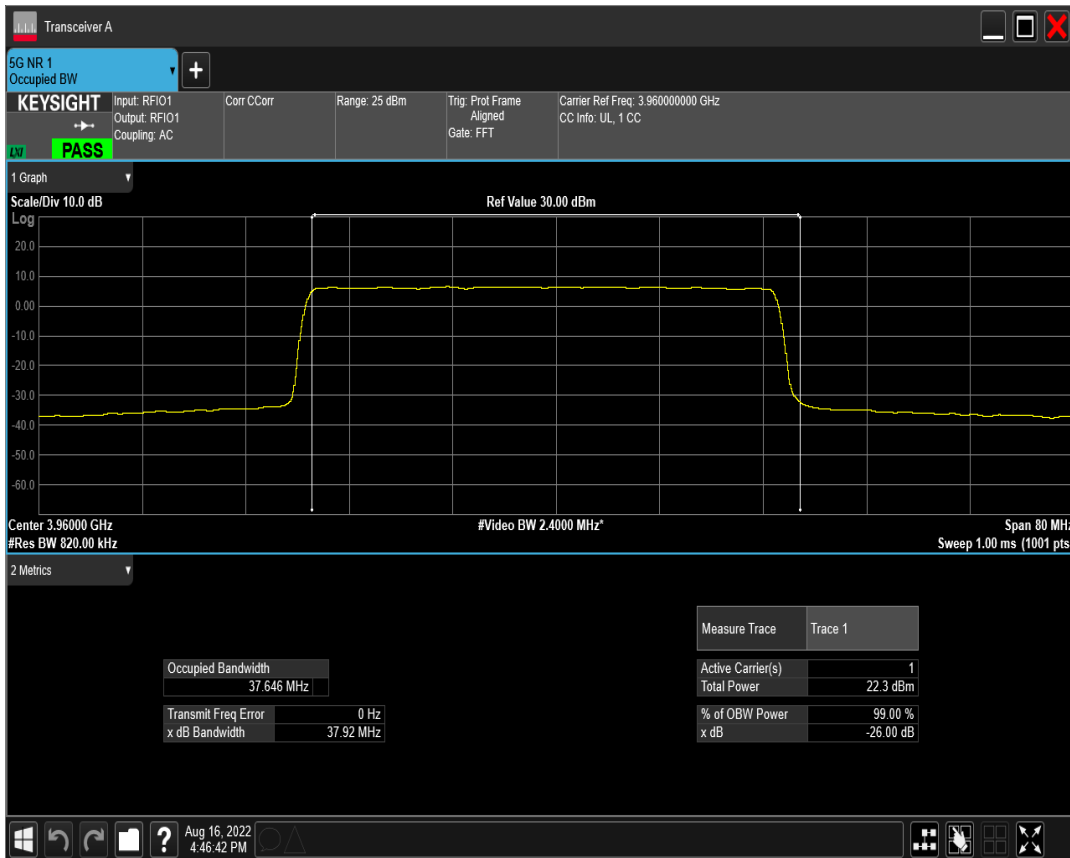 Transceiver A
5G NR 1
Occupied BW
KEYSIGHT
LXI
PASS
Input: RFIO1
Output: RFIO1
Coupling: AC
Corr CCorr
Range: 25 dBm
Trig: Prot Frame
Aligned
Gate: FFT
Carrier Ref Freq: 3.960000000 GHz
CC Info: UL, 1 CC
1 Graph
Scale/Div 10.0 dB
Ref Value 30.00 dBm
Log
20.0
10.0
0.00
-10.0
-20.0
-30.0
-40.0
-50.0
-60.0
Center 3.96000 GHz
#Video BW 2.4000 MHz*
Span 80 MHz
#Res BW 820.00 kHz
Sweep 1.00 ms (1001 pts
2 Metrics
Measure Trace Trace 1
Occupied Bandwidth
37.646 MHz
Active Carrier(s) 1
Total Power 22.3 dBm
Transmit Freq Error 0 Hz
x dB Bandwidth 37.92 MHz
% of OBW Power 99.00 %
x dB -26.00 dB
?
Aug 16, 2022
4:46:42 PM